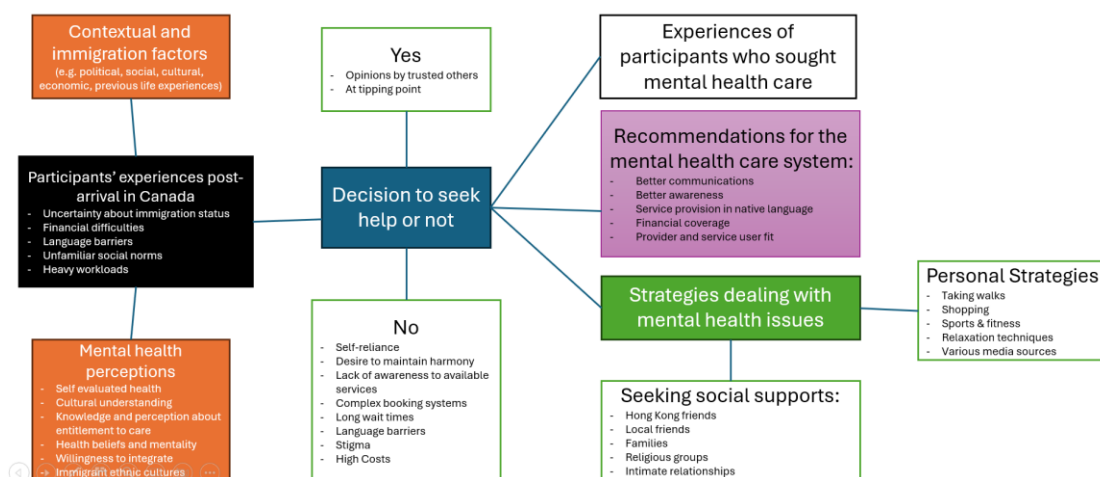 Contextual and
immigration factors
(e.g. political, social, cultural,
economic, previous life experiences)
Participants' experiences post-
arrival in Canada
- Uncertainty about immigration status
- Financial difficulties
- Language barriers
- Unfamiliar social norms
- Heavy workloads
Mental health
perceptions
- Self evaluated health
- Cultural understanding
- Knowledge and perception about
entitlement to care
- Health beliefs and mentality
- Willingness to integrate
- Immigrant ethnic cultures
Yes
- Opinions by trusted others
- At tipping point
Decision to seek
help or not
No
- Self-reliance
- Desire to maintain harmony
- Lack of awareness to available
services
- Complex booking systems
- Long wait times
- Language barriers
- Stigma
- High Costs
Experiences of
participants who sought
mental health care
Recommendations for the
mental health care system:
- Better communications
- Better awareness
- Service provision in native language
- Financial coverage
- Provider and service user fit
Strategies dealing with
mental health issues
Personal Strategies
- Taking walks
- Shopping
- Sports & fitness
- Relaxation techniques
- Various media sources
Seeking social supports:
- Hong Kong friends
- Local friends
- Families
- Religious groups
- Intimate relationships